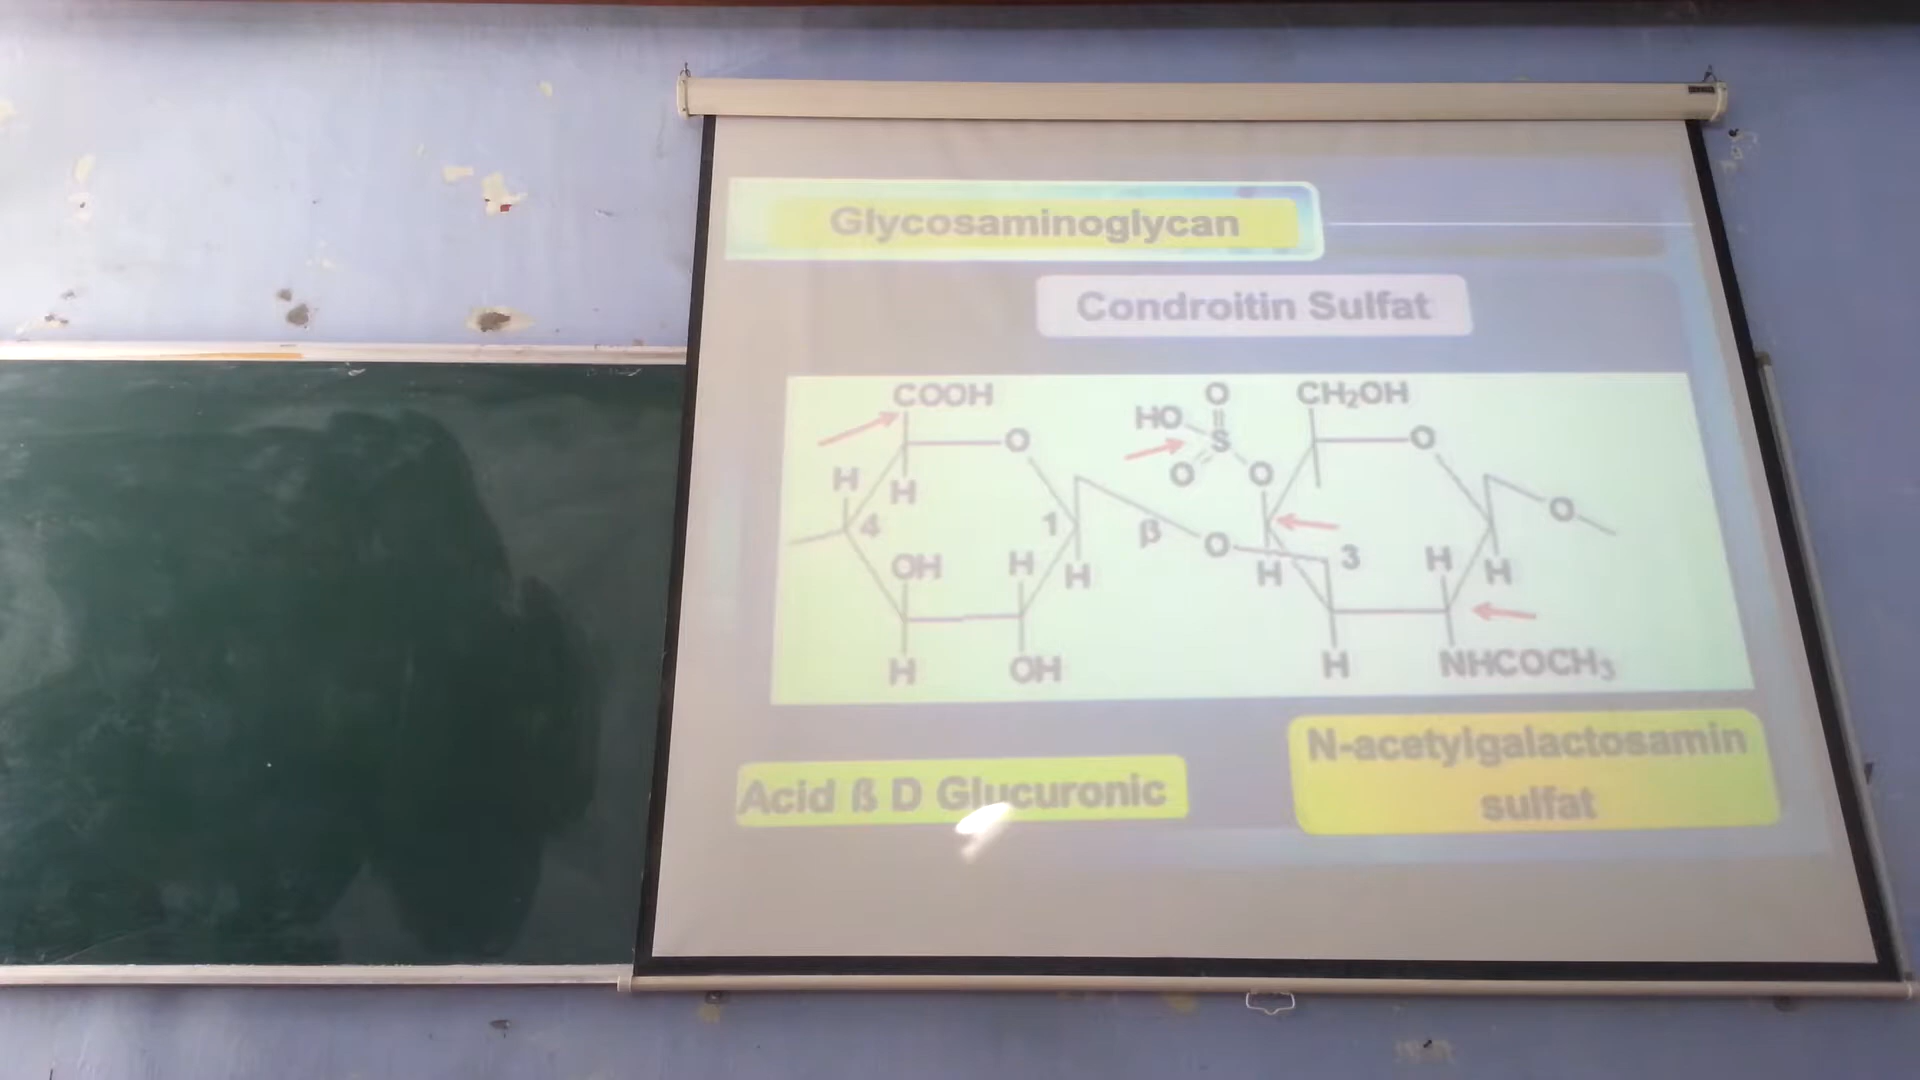 Glycosaminoglycan
Condroitin Sulfat
COOH
O
H
H
4
1
OH
H
H
H
OH
β
O
HO
O
S
O
O
CH₂OH
O
O
H
3
H
H
H
NHCOCH₃
Acid ß D Glucuronic
N-acetylgalactosamin
sulfat